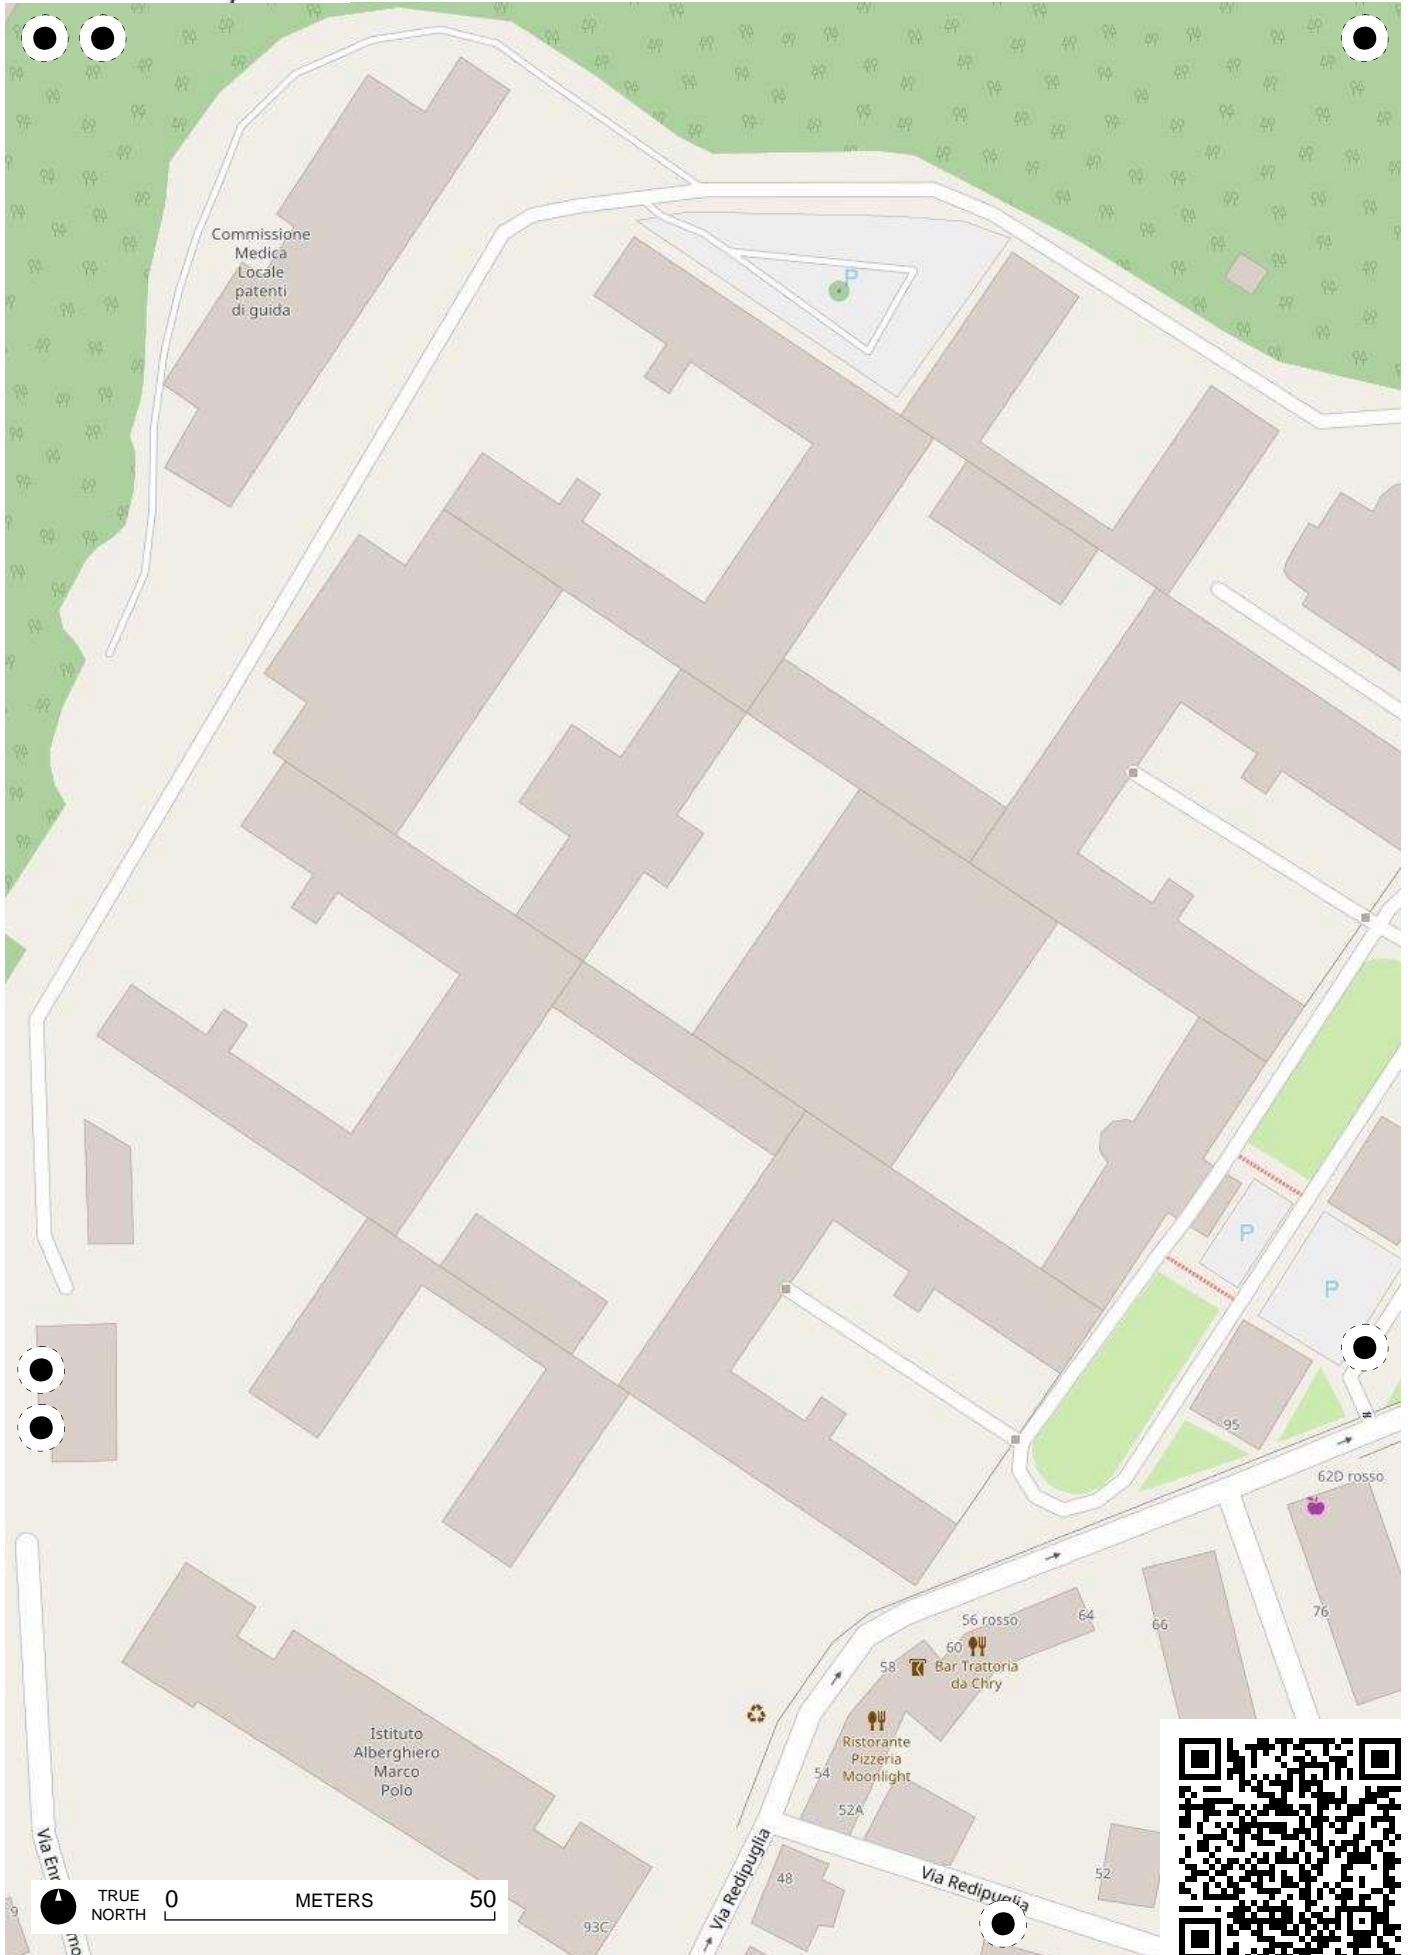 Commissione
Medica
Locale
patenti
di guida
P
P
P
95
62D rosso
56 rosso
64
66
76
60
58
Bar Trattoria
da Chry
Ristorante
Pizzeria
Moonlight
54
52A
Istituto
Alberghiero
Marco
Polo
Via Redipuglia
Via Redipuglia
48
52
93C
9
TRUE
NORTH
0
METERS
50